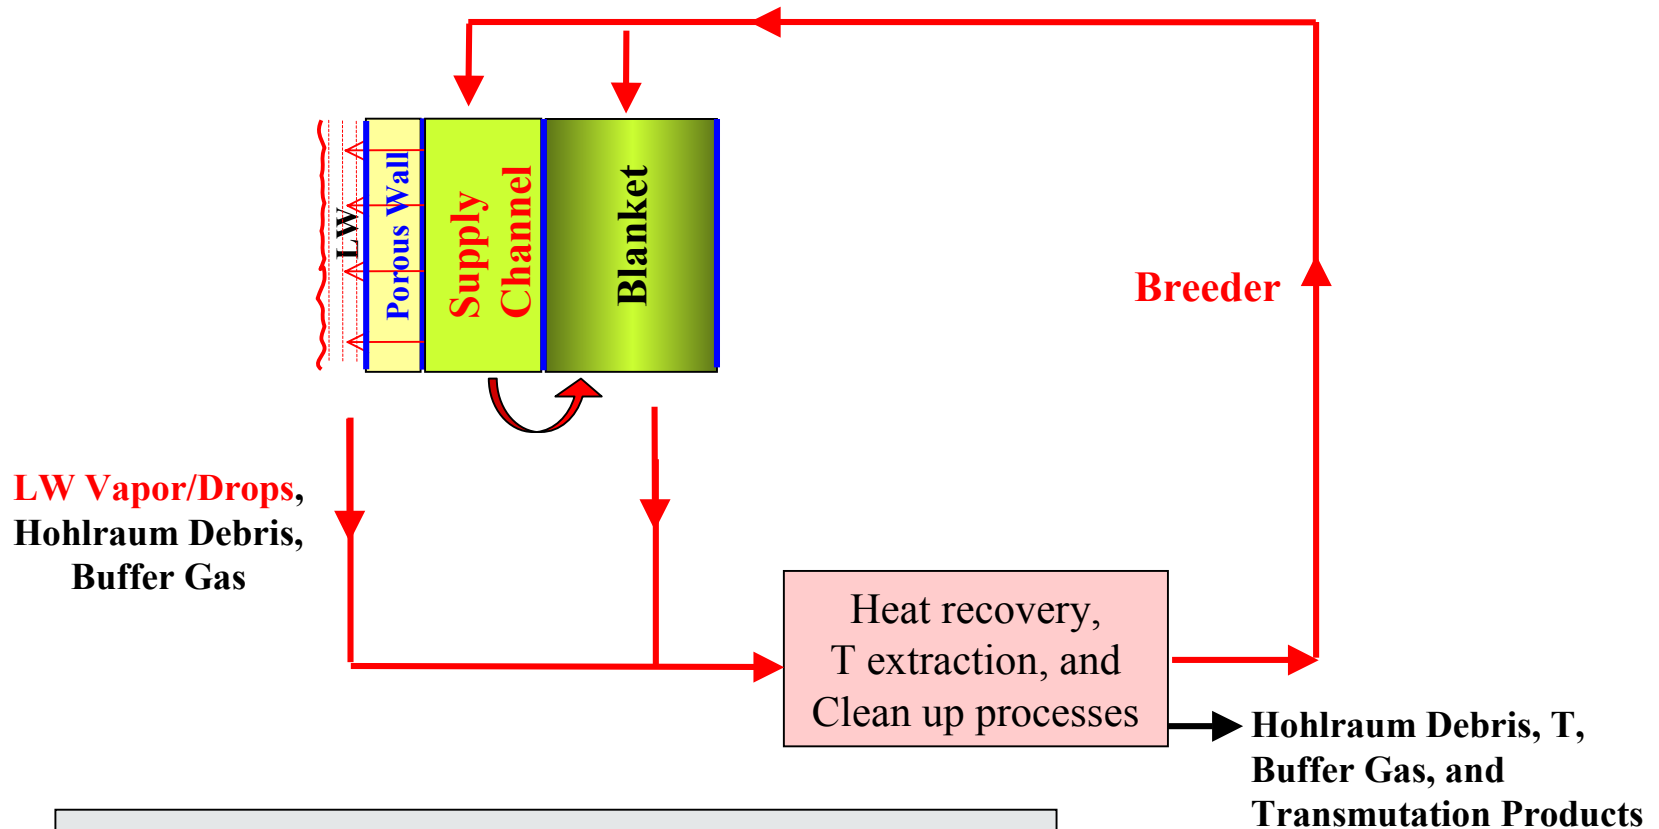 LW
Porous Wall
Supply
Channel
Blanket
Breeder
LW Vapor/Drops,
Hohlraum Debris,
Buffer Gas
Heat recovery,
T extraction, and
Clean up processes
Hohlraum Debris, T,
Buffer Gas, and
Transmutation Products